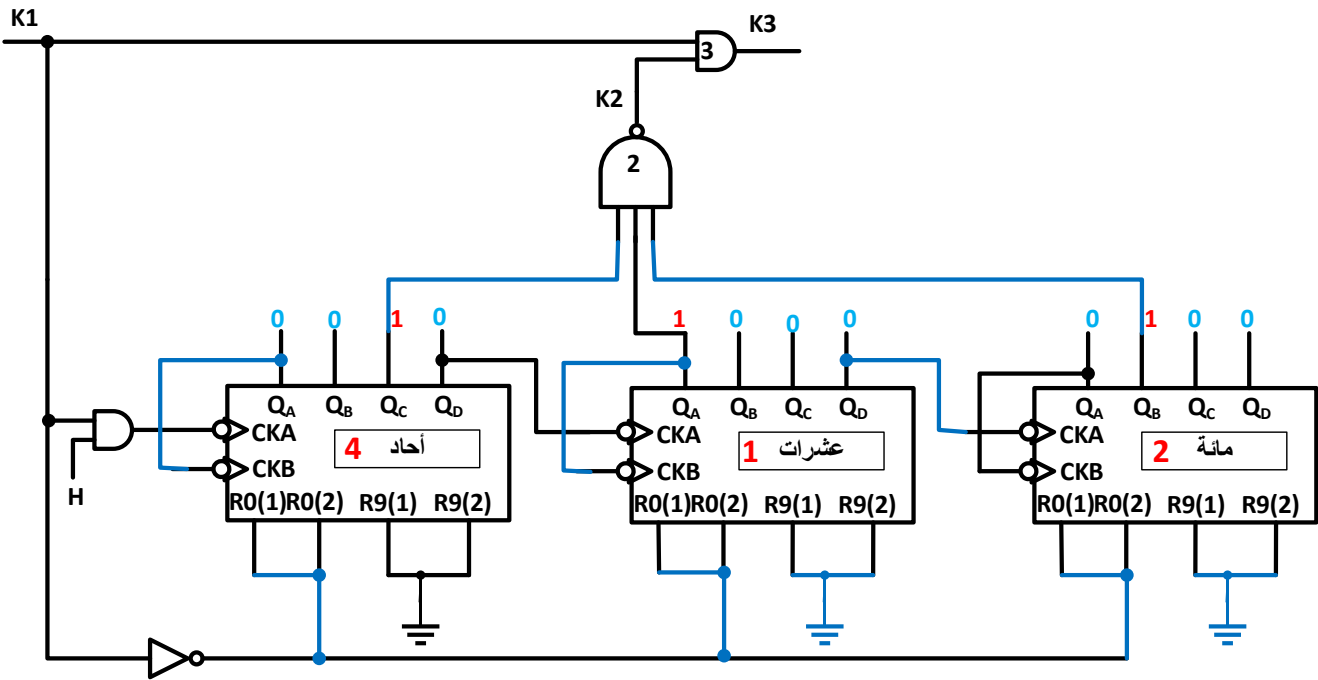 K1
K3
3
K2
2
0 0 1 0 1 0 0 0 0 1 0 0
QA QB QC QD QA QB QC QD QA QB QC QD
CKA CKA CKA
4 أحاد 1 عشرات 2 مائة
CKB CKB CKB
H
R0(1) R0(2) R9(1) R9(2) R0(1) R0(2) R9(1) R9(2) R0(1) R0(2) R9(1) R9(2)